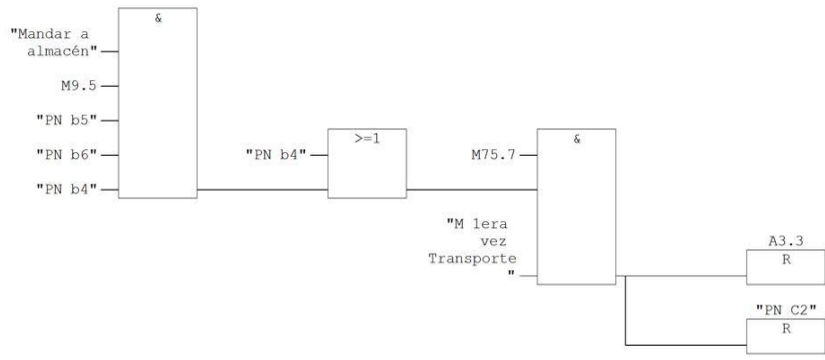 &
"Mandar a
almacén"
M9.5
"PN b5"
"PN b6"
"PN b4"
>=1
"PN b4"
&
M75.7
"M 1era
vez
Transporte
"
A3.3
R
"PN C2"
R